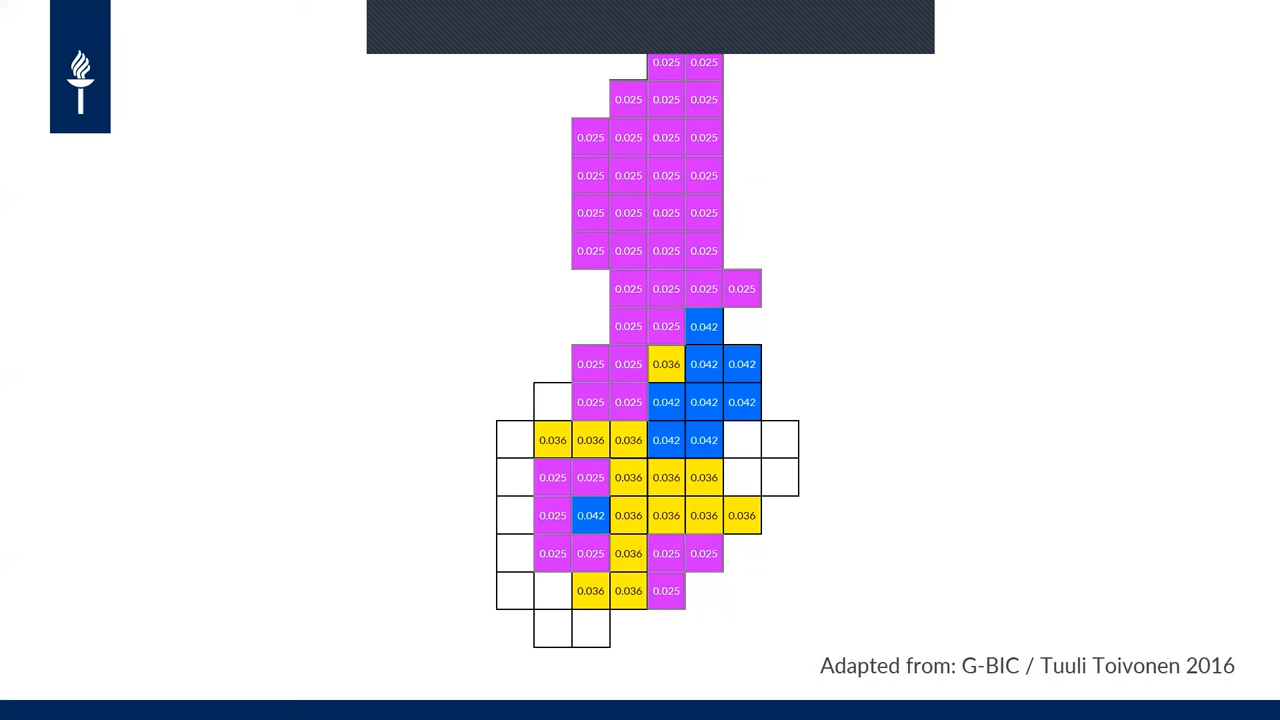 0.025 0.025
0.025 0.025 0.025
0.025 0.025 0.025 0.025
0.025 0.025 0.025 0.025
0.025 0.025 0.025 0.025
0.025 0.025 0.025 0.025
0.025 0.025 0.025 0.025
0.025 0.025 0.042
0.025 0.025 0.036 0.042 0.042
0.025 0.025 0.042 0.042 0.042
0.036 0.036 0.036 0.042 0.042
0.025 0.025 0.036 0.036 0.036
0.025 0.042 0.036 0.036 0.036 0.036
0.025 0.025 0.036 0.025 0.025
0.036 0.036 0.025
Adapted from: G-BIC / Tuuli Toivonen 2016